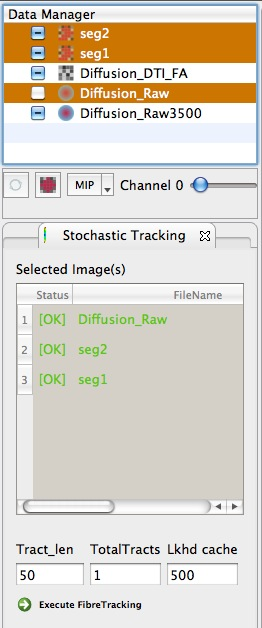 Data Manager
seg2
seg1
Diffusion_DTI_FA
Diffusion_Raw
Diffusion_Raw3500
MIP Channel 0
Stochastic Tracking
Selected Image(s)
Status FileName
1 [OK] Diffusion_Raw
2 [OK] seg2
3 [OK] seg1
Tract_len TotalTracts Lkhd cache
50 1 500
Execute FibreTracking